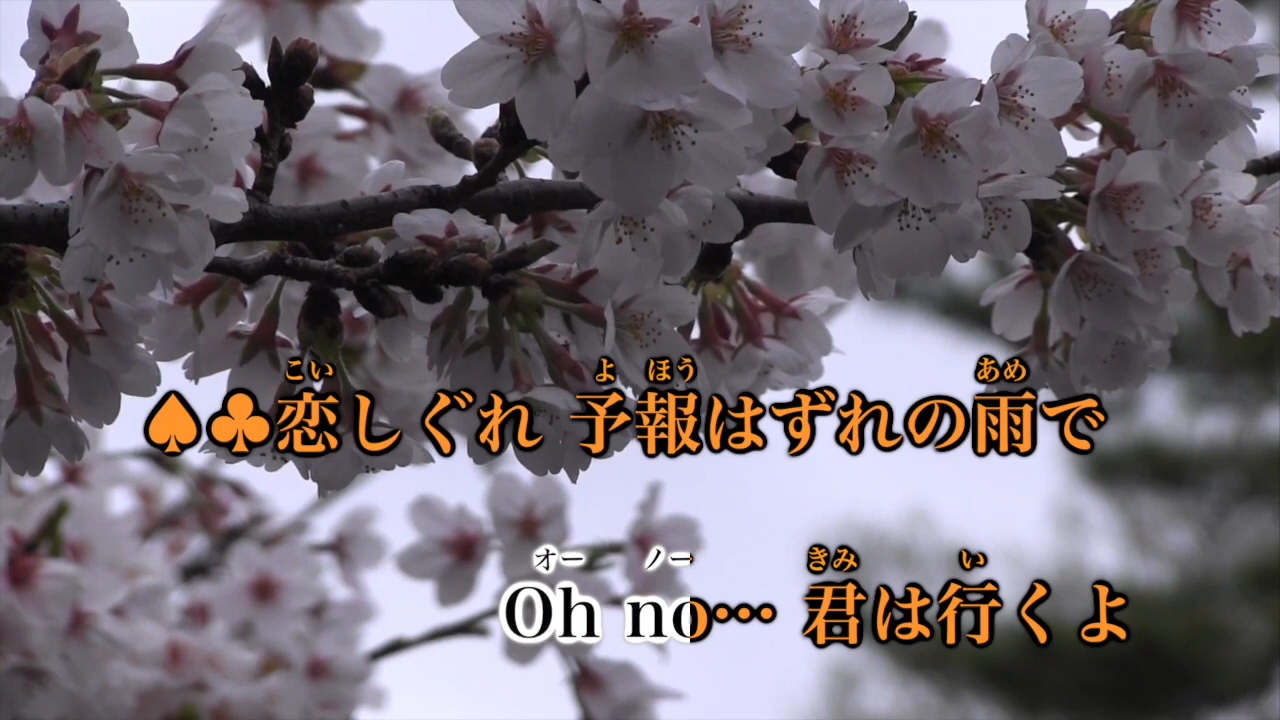 こい よ ほう あめ
♠♣恋しぐれ 予報はずれの雨で
オー ノー きみ い
Oh no… 君は行くよ